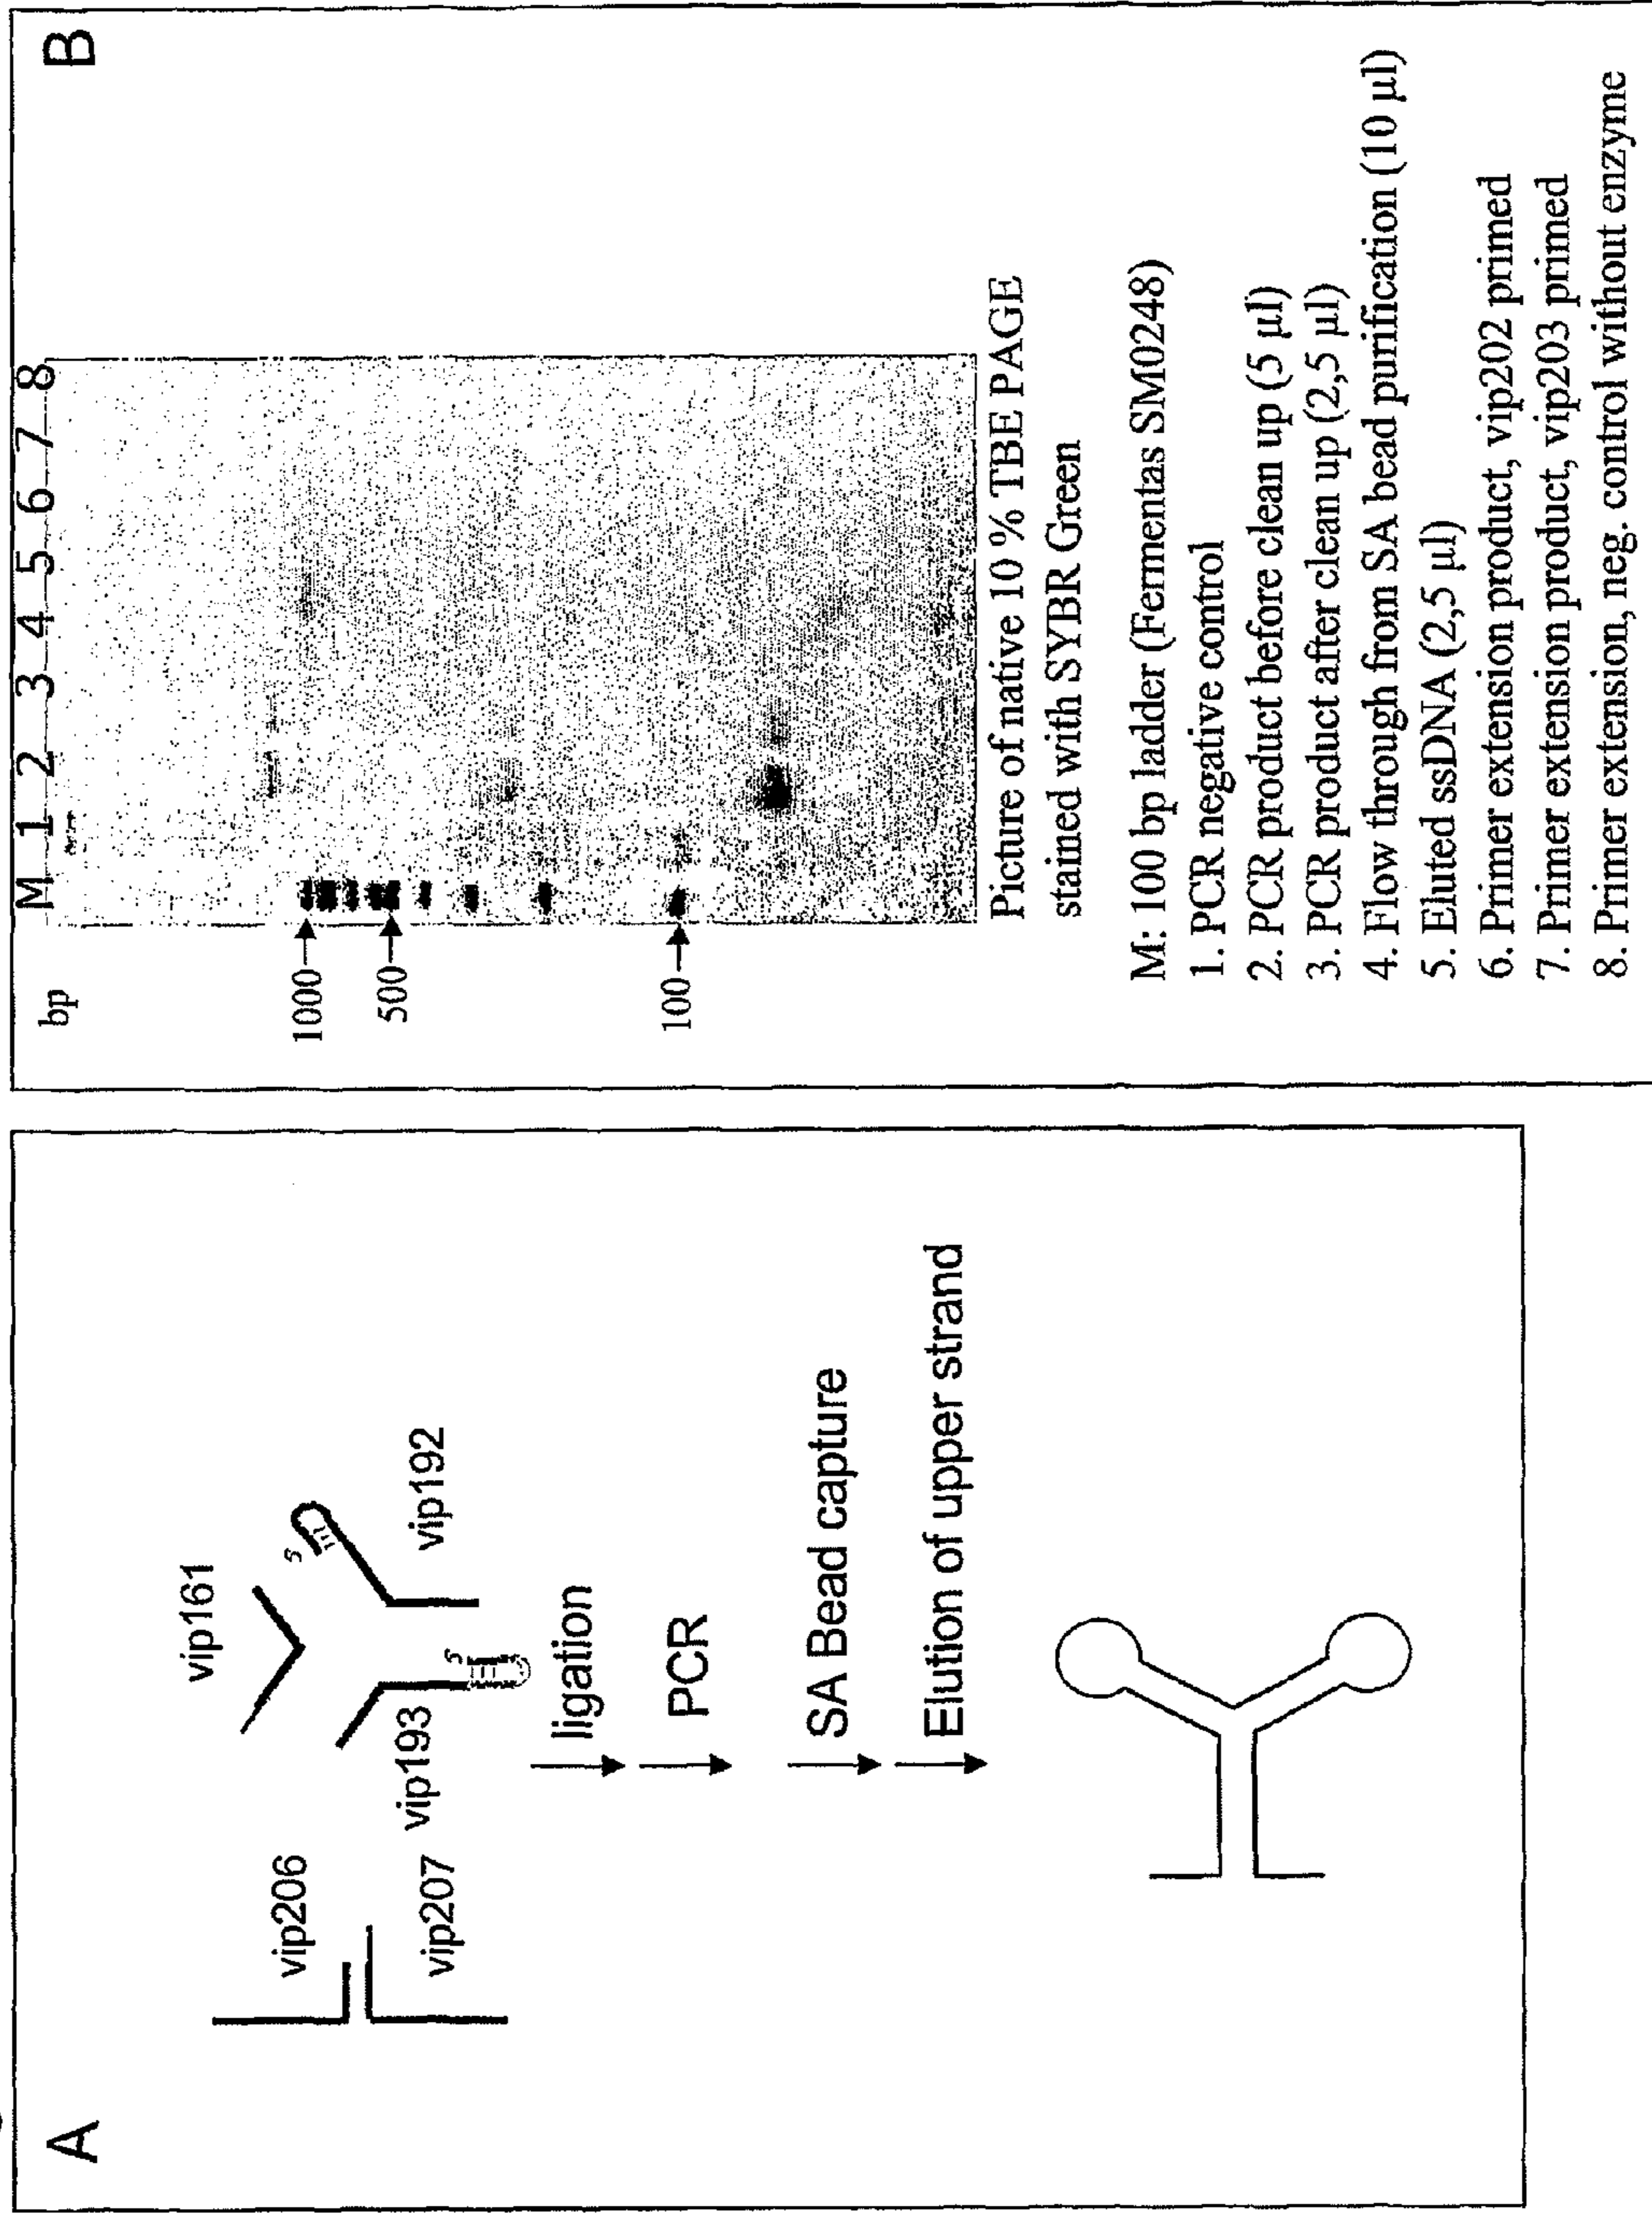 A
vip206
vip207
vip161
vip193
vip192
5'
5'
ligation
PCR
SA Bead capture
Elution of upper strand
B
bp
M 1 2 3 4 5 6 7 8
1000
500
100
Picture of native 10 % TBE PAGE
stained with SYBR Green
M: 100 bp ladder (Fermentas SM0248)
1. PCR negative control
2. PCR product before clean up (5 µl)
3. PCR product after clean up (2,5 µl)
4. Flow through from SA bead purification (10 µl)
5. Eluted ssDNA (2,5 µl)
6. Primer extension product, vip202 primed
7. Primer extension product, vip203 primed
8. Primer extension, neg. control without enzyme